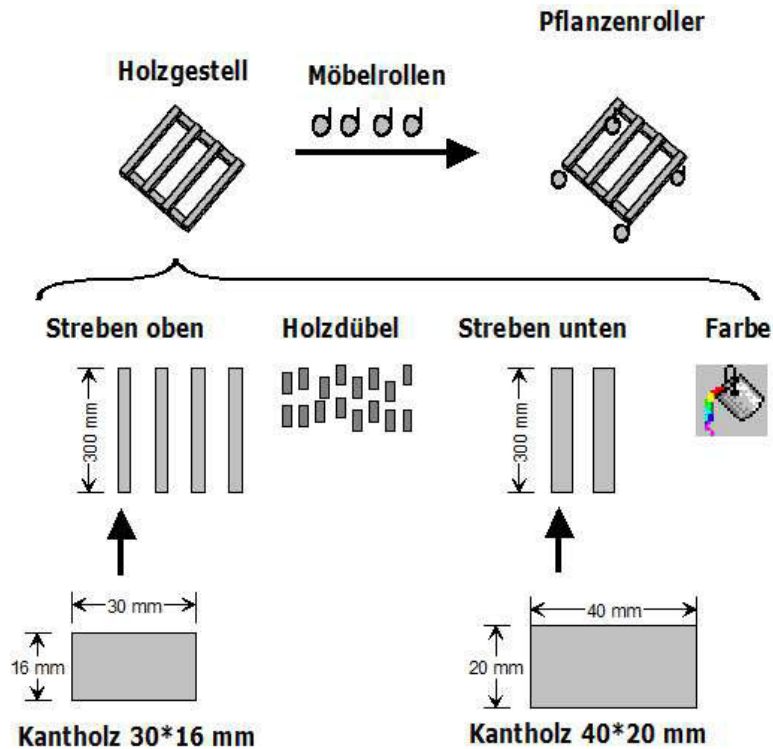 Pflanzenroller
Holzgestell
Möbelrollen
Streben oben
Holzdübel
Streben unten
Farbe
300 mm
300 mm
30 mm
40 mm
16 mm
20 mm
Kantholz 30*16 mm
Kantholz 40*20 mm